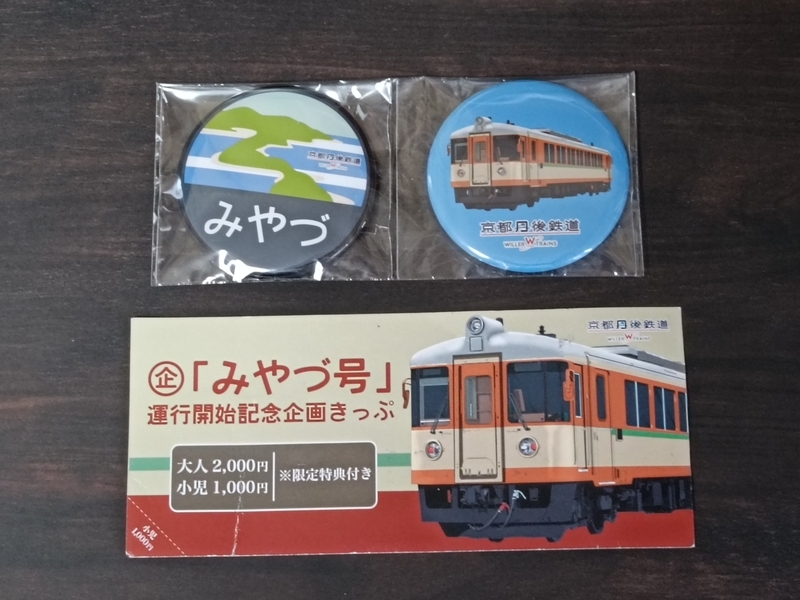 京都丹後鉄道
みやづ
京都丹後鉄道
WILLER TRAINS
京都丹後鉄道
WILLER TRAINS
企「みやづ号」
運行開始記念企画きっぷ
大人2,000円
小児1,000円
※限定特典付き
小児
1,000円